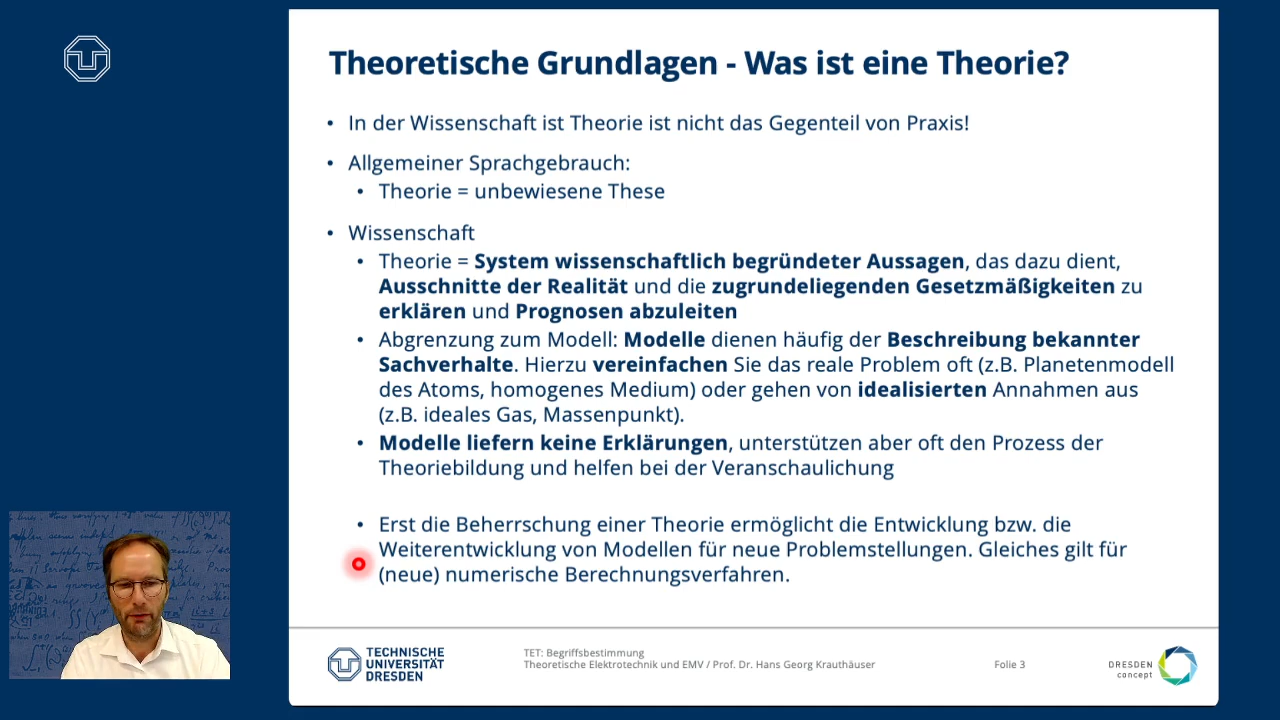 Theoretische Grundlagen - Was ist eine Theorie?
• In der Wissenschaft ist Theorie ist nicht das Gegenteil von Praxis!
• Allgemeiner Sprachgebrauch:
• Theorie = unbewiesene These
• Wissenschaft
• Theorie = System wissenschaftlich begründeter Aussagen, das dazu dient,
Ausschnitte der Realität und die zugrundeliegenden Gesetzmäßigkeiten zu
erklären und Prognosen abzuleiten
• Abgrenzung zum Modell: Modelle dienen häufig der Beschreibung bekannter
Sachverhalte. Hierzu vereinfachen Sie das reale Problem oft (z.B. Planetenmodell
des Atoms, homogenes Medium) oder gehen von idealisierten Annahmen aus
(z.B. ideales Gas, Massenpunkt).
• Modelle liefern keine Erklärungen, unterstützen aber oft den Prozess der
Theoriebildung und helfen bei der Veranschaulichung
• Erst die Beherrschung einer Theorie ermöglicht die Entwicklung bzw. die
Weiterentwicklung von Modellen für neue Problemstellungen. Gleiches gilt für
(neue) numerische Berechnungsverfahren.
TECHNISCHE
UNIVERSITÄT
DRESDEN
TET: Begriffsbestimmung
Theoretische Elektrotechnik und EMV / Prof. Dr. Hans Georg Krauthäuser
Folie 3
DRESDEN
concept